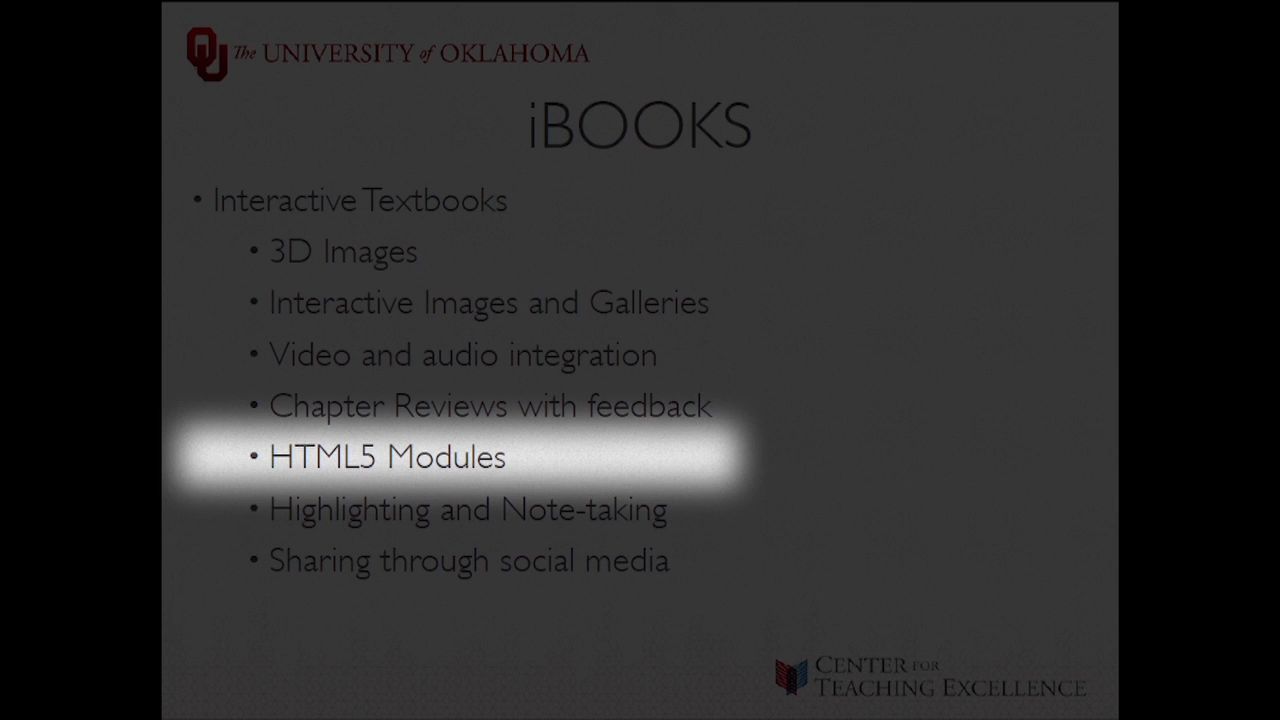 The UNIVERSITY of OKLAHOMA
iBOOKS
• Interactive Textbooks
• 3D Images
• Interactive Images and Galleries
• Video and audio integration
• Chapter Reviews with feedback
• HTML5 Modules
• Highlighting and Note-taking
• Sharing through social media
CENTER FOR
TEACHING EXCELLENCE